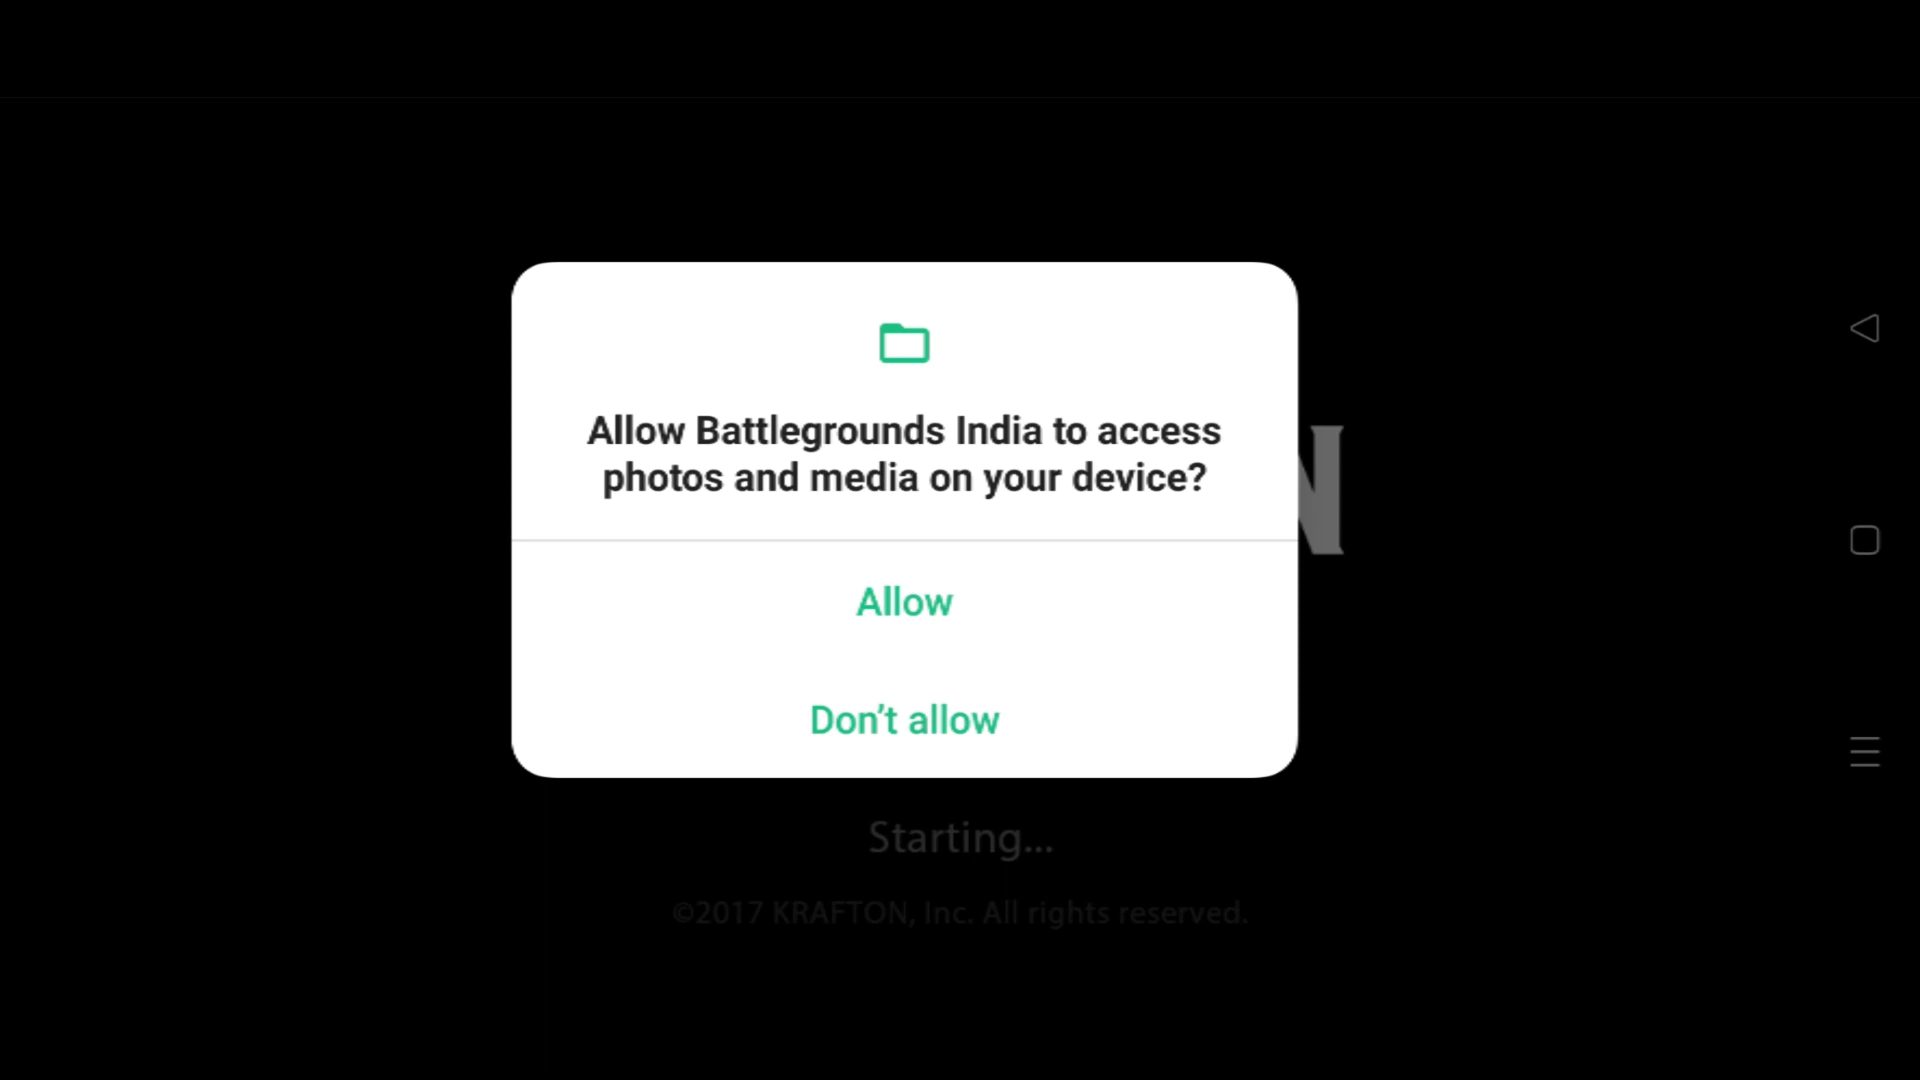 Allow Battlegrounds India to access
photos and media on your device?
N
Allow
Don't allow
Starting...
©2017 KRAFTON, Inc. All rights reserved.